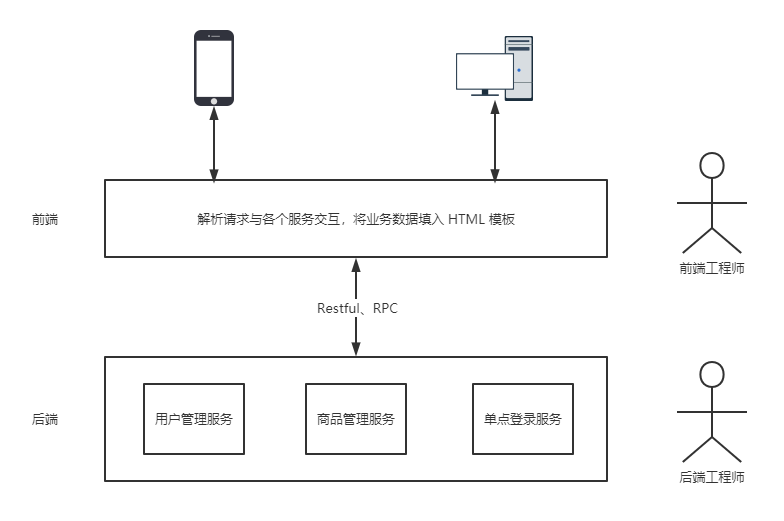 前端
解析请求与各个服务交互，将业务数据填入 HTML 模板
前端工程师
Restful、RPC
后端
用户管理服务
商品管理服务
单点登录服务
后端工程师